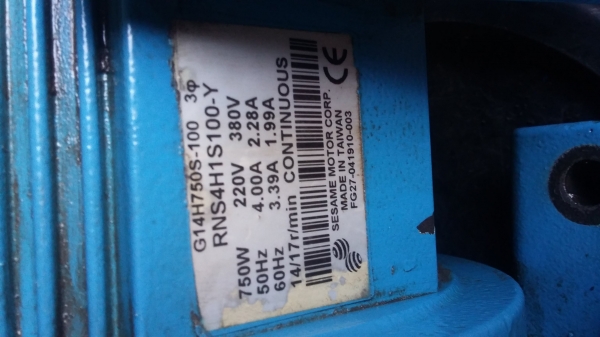 G14H750S-100 3φ
RNS4H1S100-Y
750W 220V 380V
50Hz 4.00A 2.28A
60Hz 3.39A 1.99A
14/17r/min CONTINUOUS
SESAME MOTOR CORP.
MADE IN TAIWAN
FG27-041910-003
CE